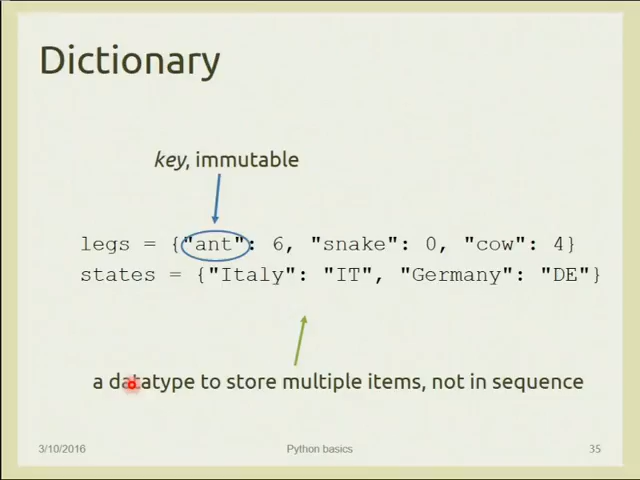 Dictionary
key, immutable
legs = {"ant": 6, "snake": 0, "cow": 4}
states = {"Italy": "IT", "Germany": "DE"}
a datatype to store multiple items, not in sequence
3/10/2016
Python basics
35